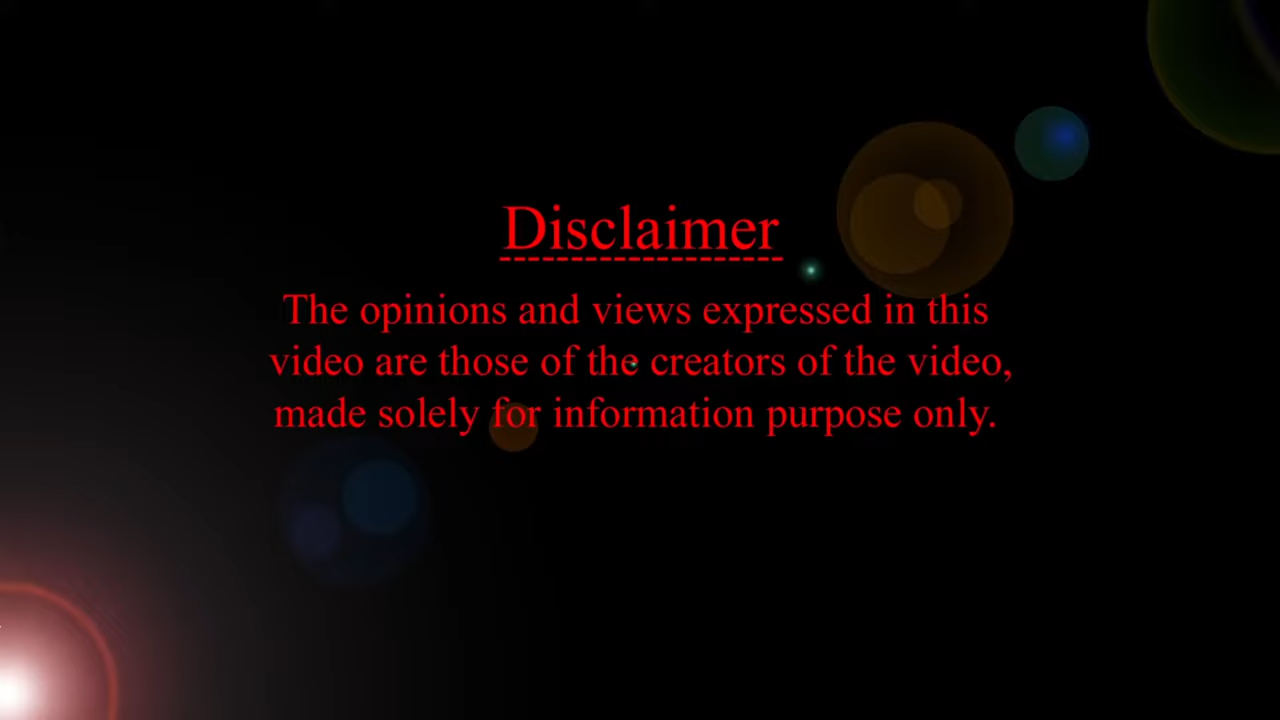 Disclaimer
The opinions and views expressed in this
video are those of the creators of the video,
made solely for information purpose only.